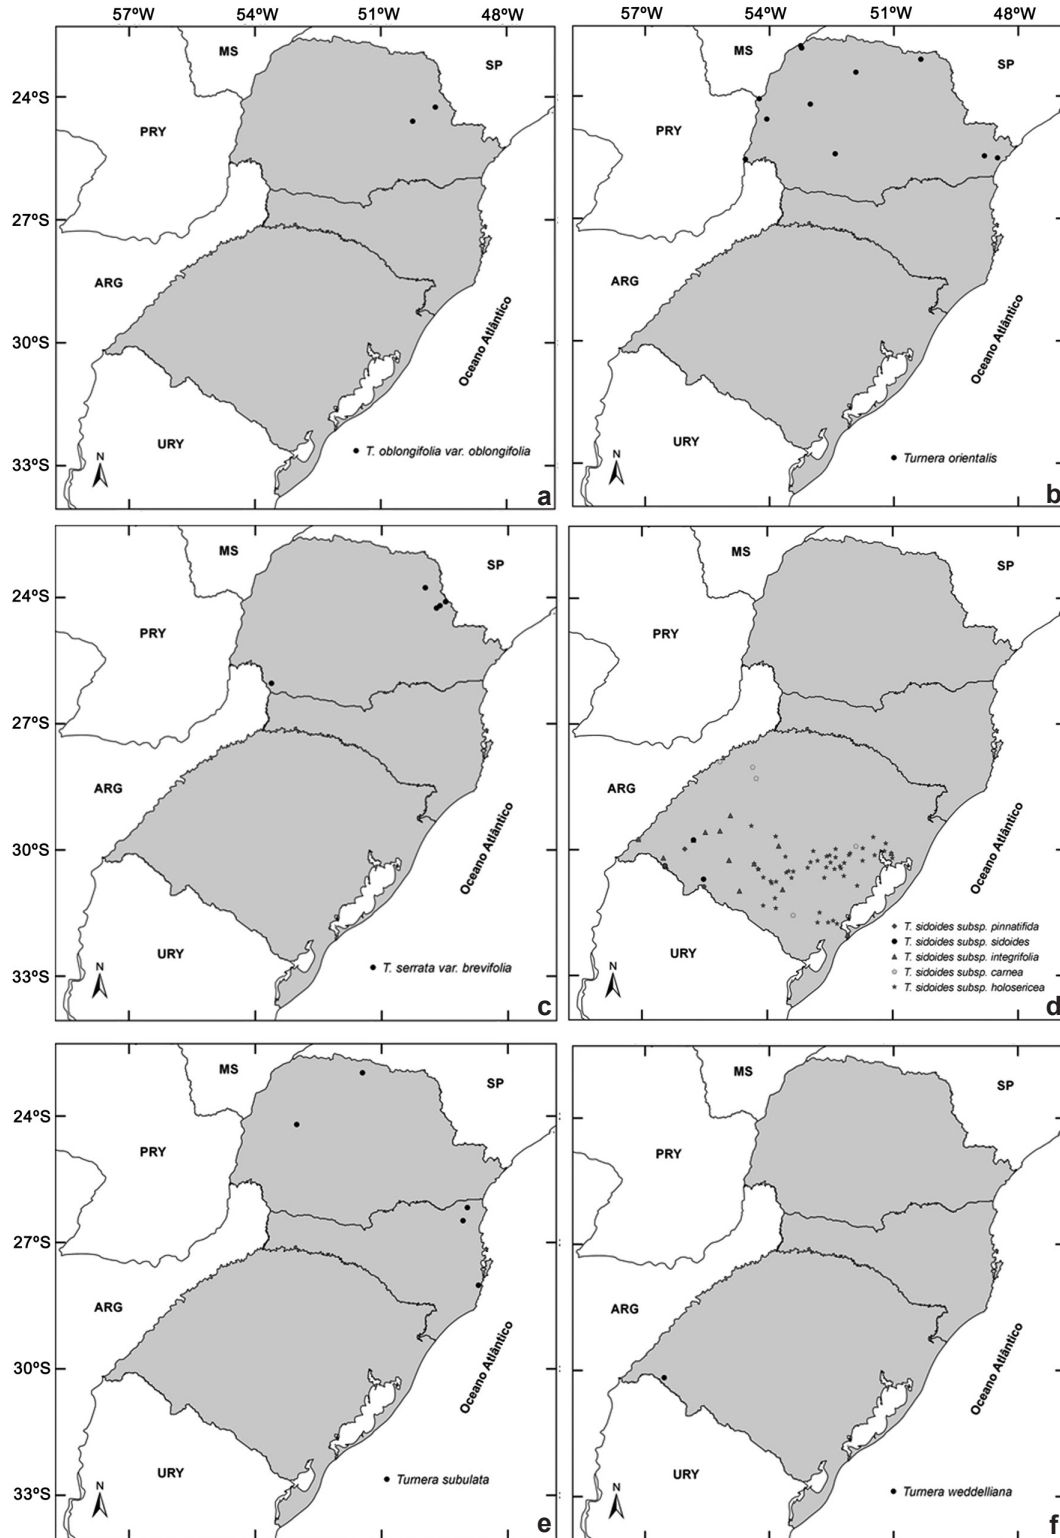 57ºW 54ºW 51ºW 48ºW
57ºW 54ºW 51ºW 48ºW
24ºS
27ºS
30ºS
33ºS
MS
SP
PRY
ARG
Oceano Atlântico
URY
N
T. oblongifolia var. oblongifolia
a
MS
SP
PRY
ARG
Oceano Atlântico
URY
N
Turnera orientalis
b
24ºS
27ºS
30ºS
33ºS
MS
SP
PRY
ARG
Oceano Atlântico
URY
N
T. serrata var. brevifolia
c
MS
SP
PRY
ARG
Oceano Atlântico
URY
N
T. sidoides subsp. pinnatifida
T. sidoides subsp. sidoides
T. sidoides subsp. integrifolia
T. sidoides subsp. carnea
T. sidoides subsp. holosericea
d
24ºS
27ºS
30ºS
33ºS
MS
SP
PRY
ARG
Oceano Atlântico
URY
N
Turnera subulata
e
MS
SP
PRY
ARG
Oceano Atlântico
URY
N
Turnera weddelliana
f